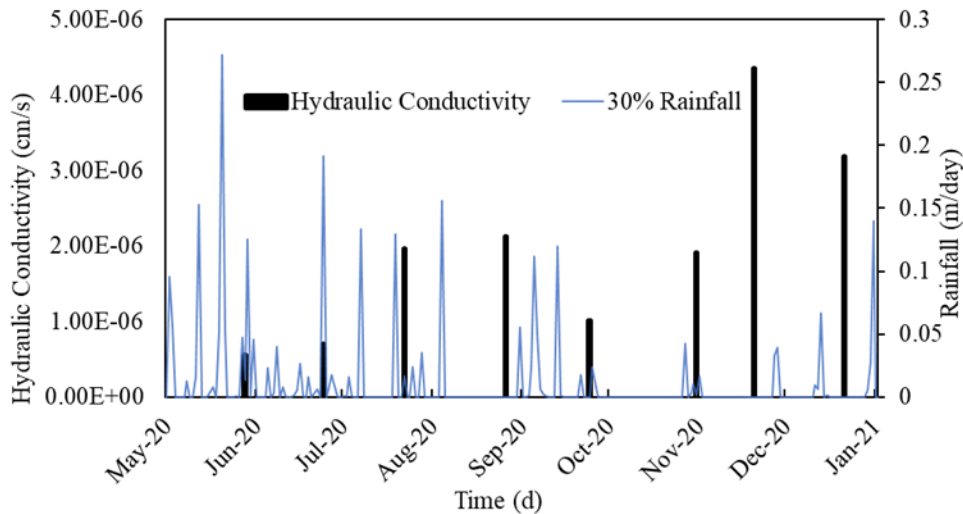 Hydraulic Conductivity (cm/s)
5.00E-06
4.00E-06
3.00E-06
2.00E-06
1.00E-06
0.00E+00
Hydraulic Conductivity
30% Rainfall
0.3
0.25
0.2
0.15
0.1
0.05
0
Rainfall (m/day)
May-20
Jun-20
Jul-20
Aug-20
Sep-20
Oct-20
Nov-20
Dec-20
Jan-21
Time (d)